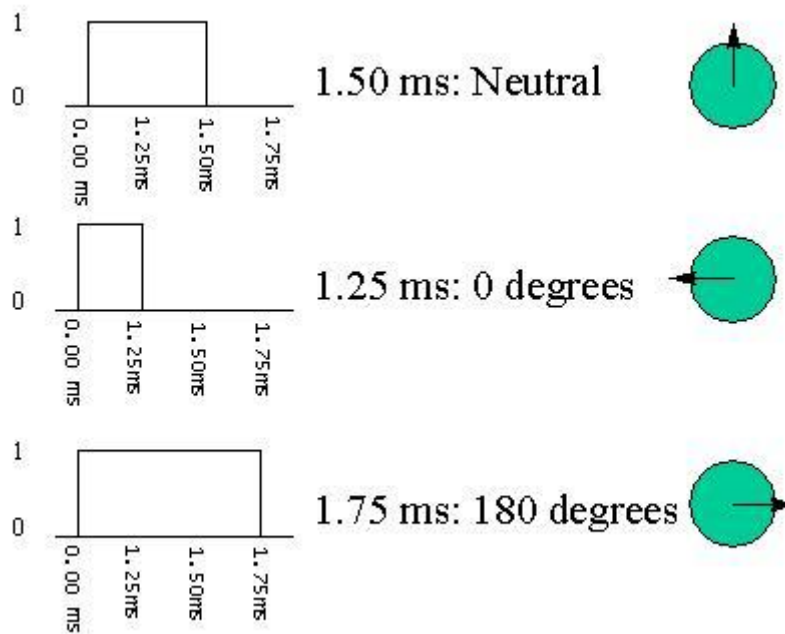 1
0
0.00 ms
1.25ms
1.50ms
1.75ms
1.50 ms: Neutral
1
0
0.00 ms
1.25ms
1.50ms
1.75ms
1.25 ms: 0 degrees
1
0
0.00 ms
1.25ms
1.50ms
1.75ms
1.75 ms: 180 degrees